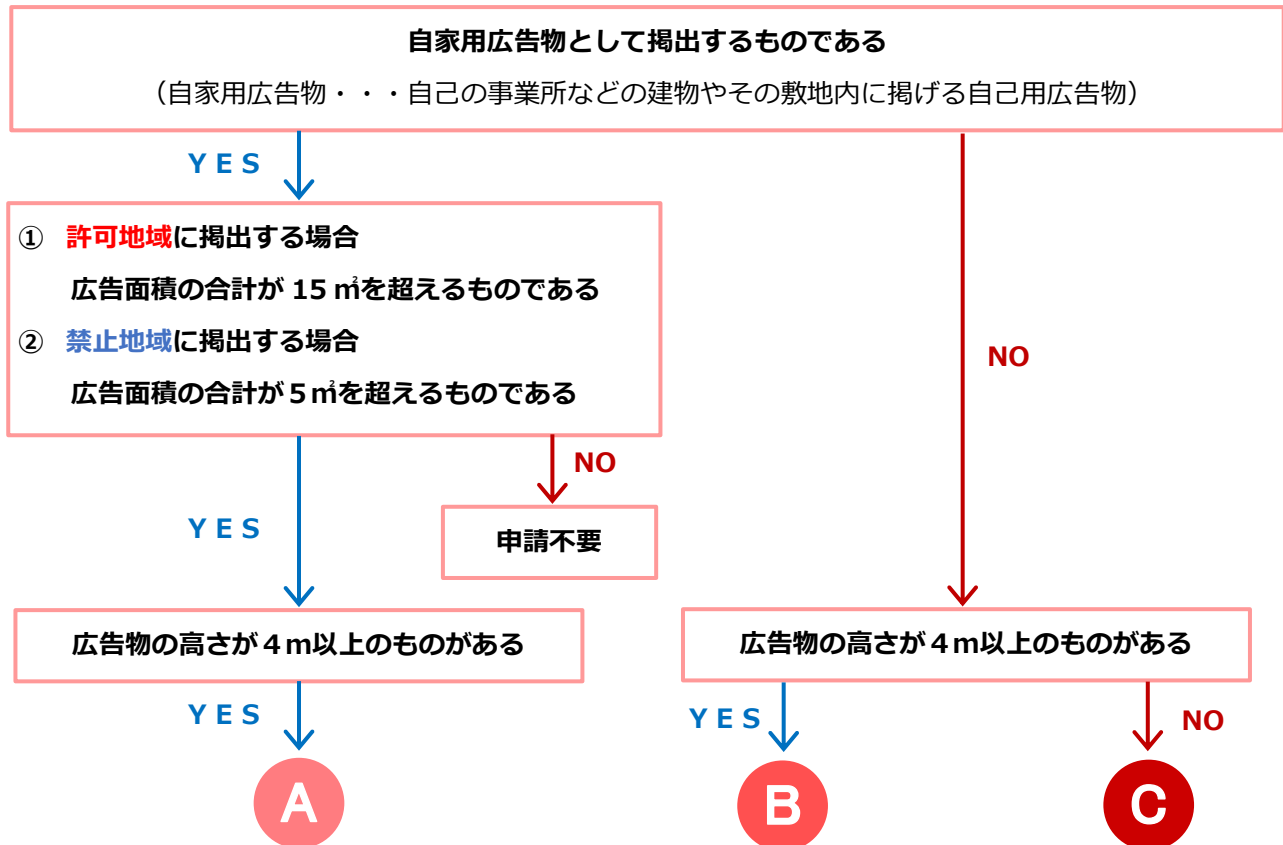 自家用広告物として掲出するものである
（自家用広告物・・・自己の事業所などの建物やその敷地内に掲げる自己用広告物）
ＹＥＳ
① 許可地域に掲出する場合
広告面積の合計が 15 ㎡を超えるものである
② 禁止地域に掲出する場合
広告面積の合計が５㎡を超えるものである
NO
NO
ＹＥＳ
申請不要
広告物の高さが４ｍ以上のものがある
広告物の高さが４ｍ以上のものがある
ＹＥＳ
ＹＥＳ
NO
A
B
C